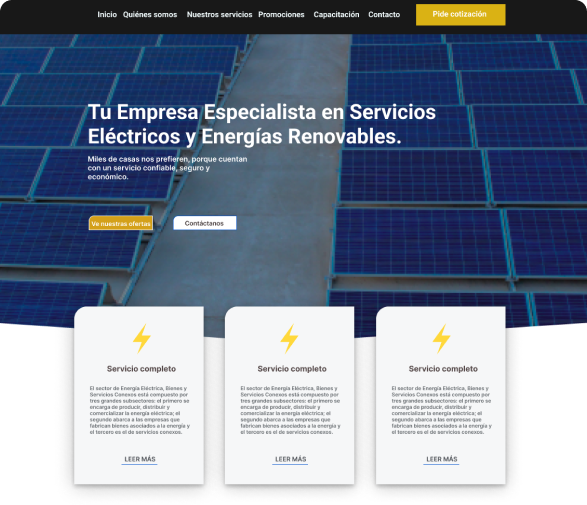 Inicio Quiénes somos Nuestros servicios Promociones Capacitación Contacto Pide cotización
Tu Empresa Especialista en Servicios
Eléctricos y Energías Renovables.
Miles de casas nos prefieren, porque cuentan
con un servicio confiable, seguro y
económico.
Ve nuestras ofertas Contáctanos
Servicio completo
El sector de Energía Eléctrica, Bienes y
Servicios Conexos está compuesto por
tres grandes subsectores: el primero se
encarga de producir, distribuir y
comercializar la energía eléctrica; el
segundo abarca a las empresas que
fabrican bienes asociados a la energía y
el tercero es el de servicios conexos.
LEER MÁS
Servicio completo
El sector de Energía Eléctrica, Bienes y
Servicios Conexos está compuesto por
tres grandes subsectores: el primero se
encarga de producir, distribuir y
comercializar la energía eléctrica; el
segundo abarca a las empresas que
fabrican bienes asociados a la energía y
el tercero es el de servicios conexos.
LEER MÁS
Servicio completo
El sector de Energía Eléctrica, Bienes y
Servicios Conexos está compuesto por
tres grandes subsectores: el primero se
encarga de producir, distribuir y
comercializar la energía eléctrica; el
segundo abarca a las empresas que
fabrican bienes asociados a la energía y
el tercero es el de servicios conexos.
LEER MÁS